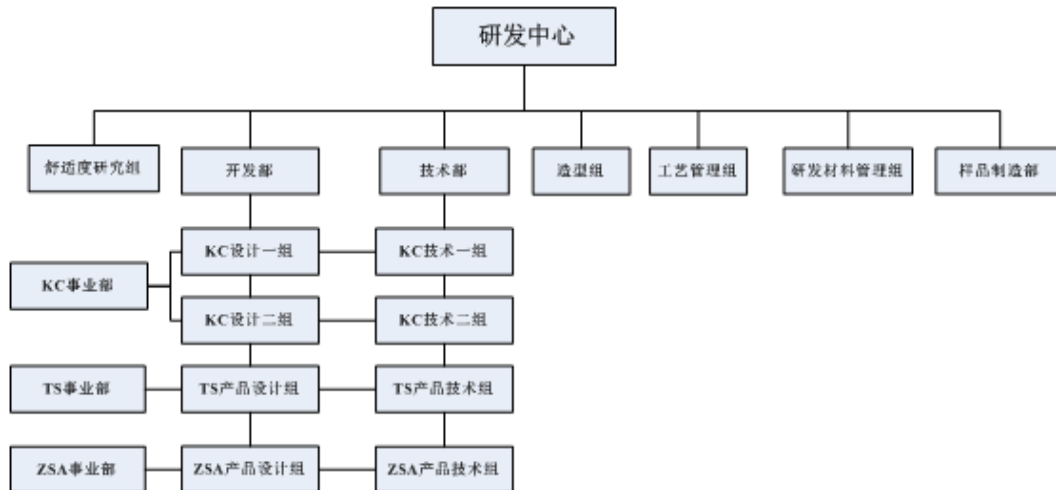 研发中心
舒适度研究组
开发部
技术部
造型组
工艺管理组
研发材料管理组
样品制造部
KC设计一组
KC技术一组
KC事业部
KC设计二组
KC技术二组
TS事业部
TS产品设计组
TS产品技术组
ZSA事业部
ZSA产品设计组
ZSA产品技术组